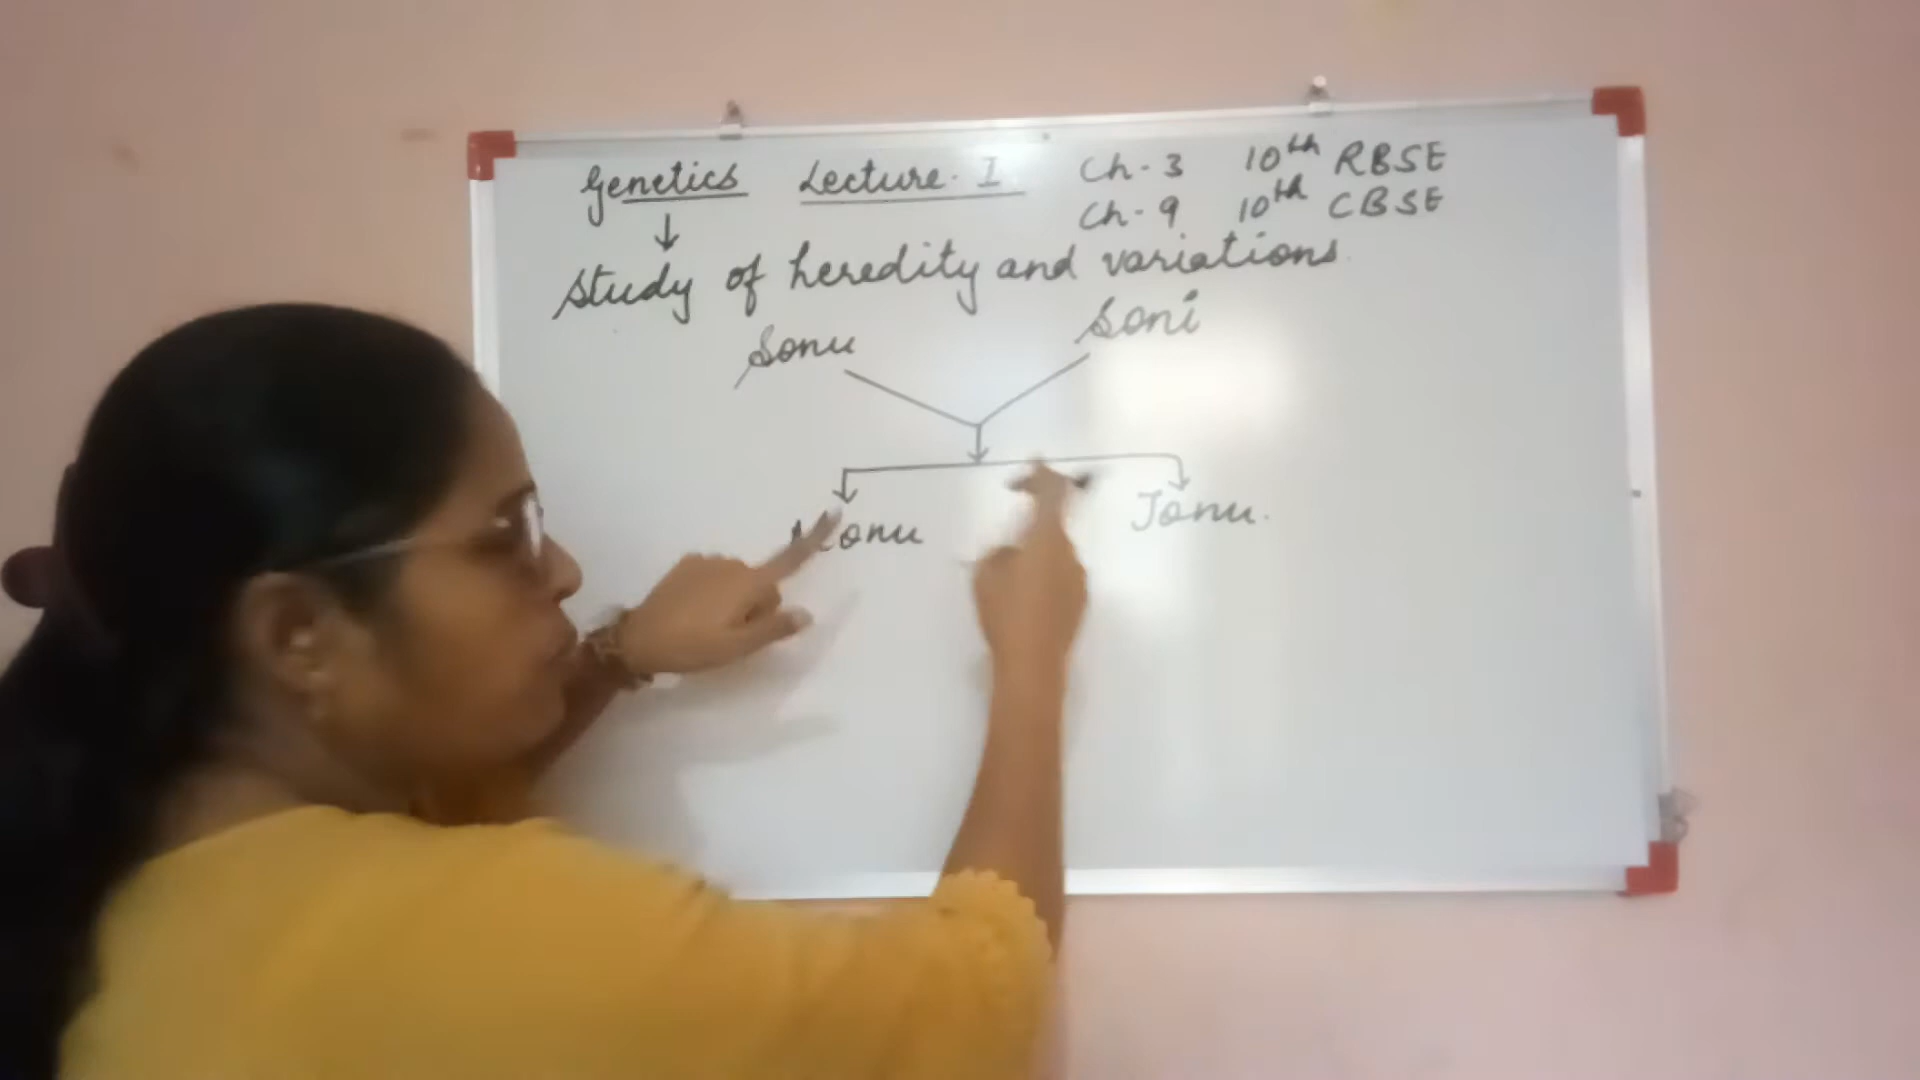 Genetics Lecture. I Ch-3 10th RBSE
Ch-9 10th CBSE
Study of heredity and variations.
Sonu Soni
Monu Jonu.